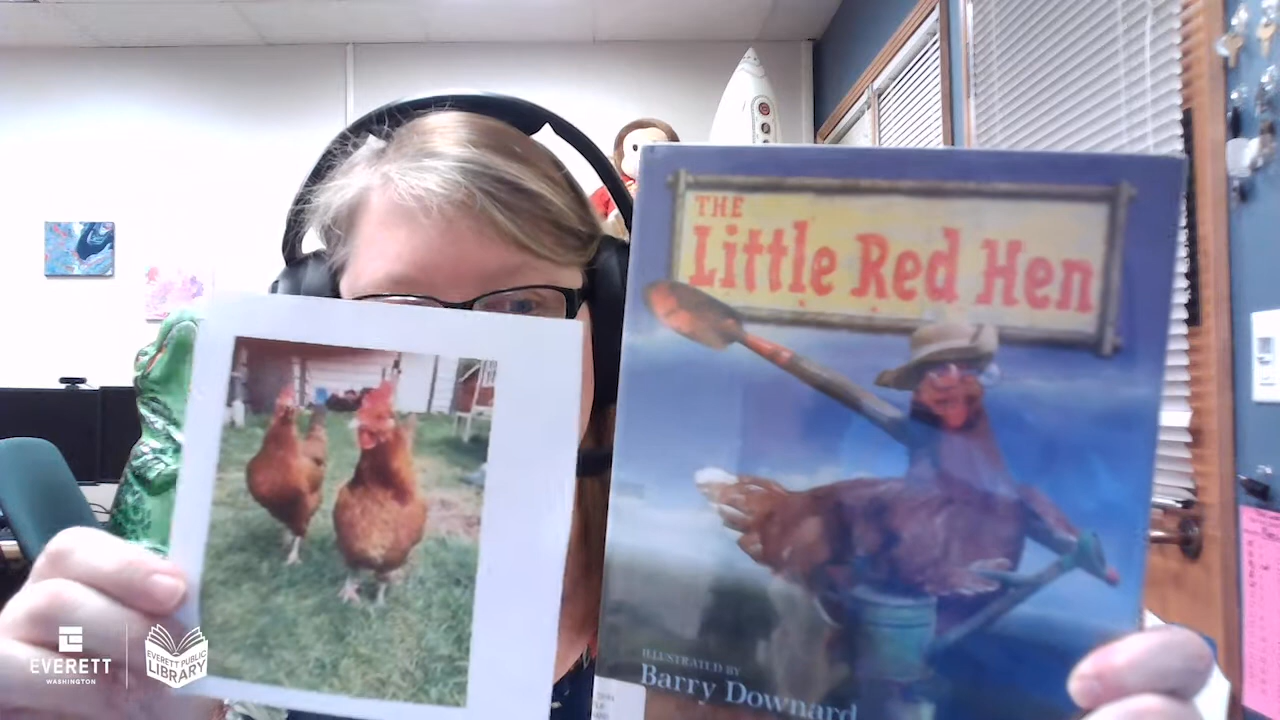 THE
Little Red Hen
ILLUSTRATED BY
Barry Downard
EVERETT
WASHINGTON
EVERETT PUBLIC
LIBRARY